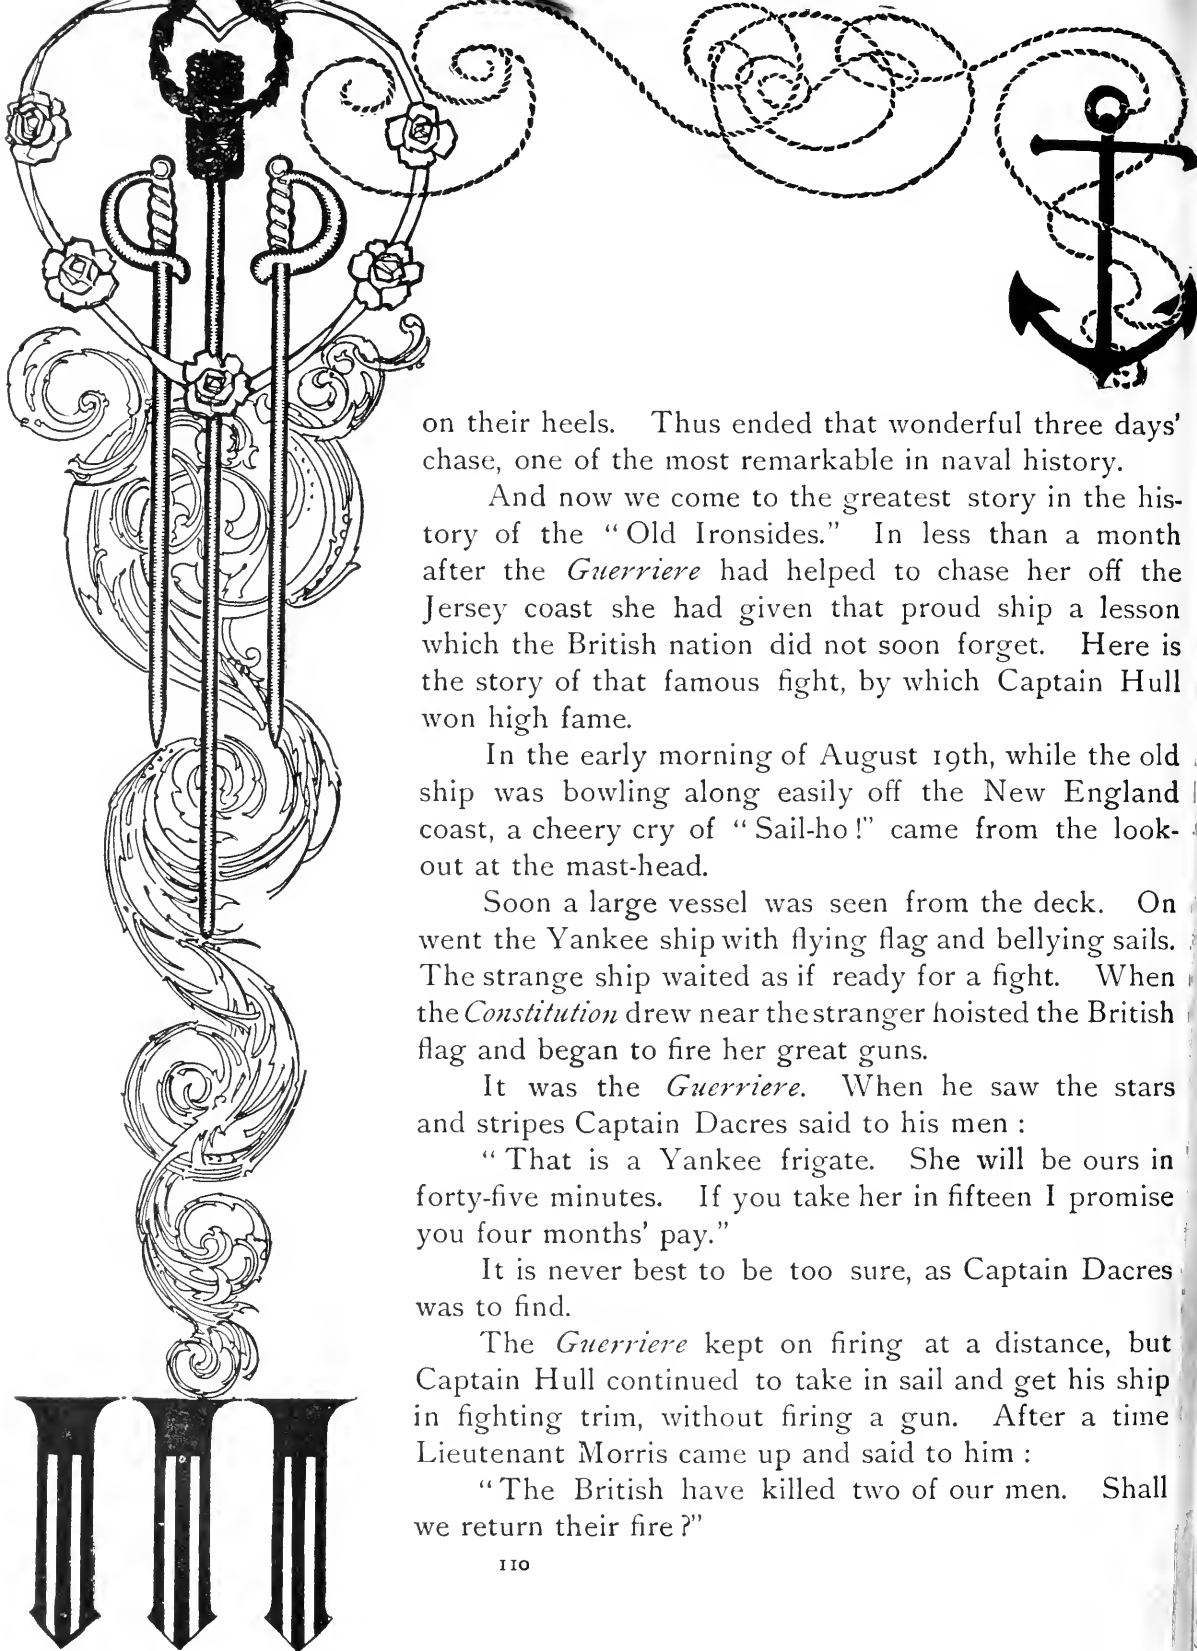 on their heels. Thus ended that wonderful three days'
chase, one of the most remarkable in naval history.
And now we come to the greatest story in the his-
tory of the “Old Ironsides.” In less than a month
after the Guerriere had helped to chase her off the
Jersey coast she had given that proud ship a lesson
which the British nation did not soon forget. Here is
the story of that famous fight, by which Captain Hull
won high fame.
In the early morning of August 19th, while the old
ship was bowling along easily off the New England
coast, a cheery cry of “Sail-ho!” came from the look-
out at the mast-head.
Soon a large vessel was seen from the deck. On
went the Yankee ship with flying flag and bellying sails.
The strange ship waited as if ready for a fight. When
the Constitution drew near the stranger hoisted the British
flag and began to fire her great guns.
It was the Guerriere. When he saw the stars
and stripes Captain Dacres said to his men:
“That is a Yankee frigate. She will be ours in
forty-five minutes. If you take her in fifteen I promise
you four months' pay.”
It is never best to be too sure, as Captain Dacres
was to find.
The Guerriere kept on firing at a distance, but
Captain Hull continued to take in sail and get his ship
in fighting trim, without firing a gun. After a time
Lieutenant Morris came up and said to him:
“The British have killed two of our men. Shall
we return their fire?”
110